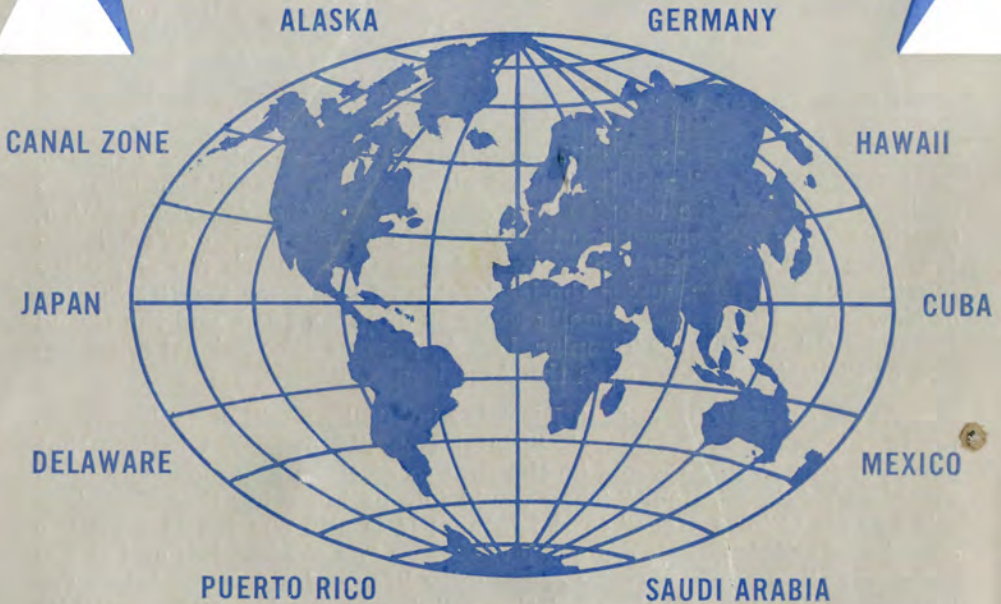 ALASKA
GERMANY
CANAL ZONE
HAWAII
JAPAN
CUBA
DELAWARE
MEXICO
PUERTO RICO
SAUDI ARABIA